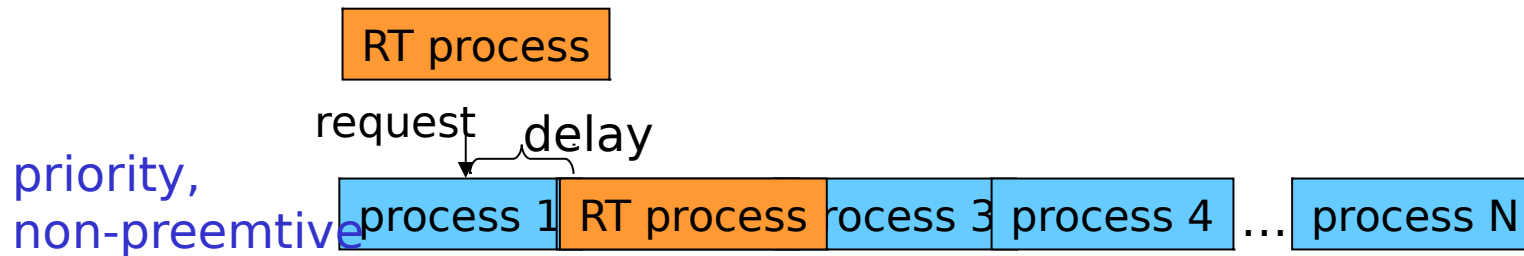 RT process
request
delay
priority,
non-preemtive
process 1 RT process rocess 3 process 4 ... process N